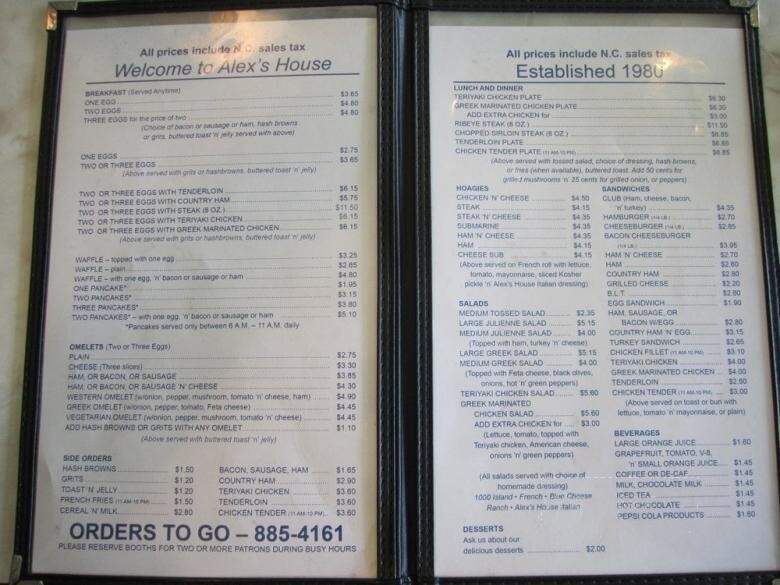 All prices include N.C. sales tax
Welcome to Alex's House
BREAKFAST (Served Anytime)
ONE EGG $3.65
TWO EGGS $4.80
THREE EGGS for the price of two $4.80
(Choice of bacon or sausage or ham, hash browns
or grits, buttered toast 'n' jelly served with above)
ONE EGGS $2.75
TWO OR THREE EGGS $3.65
(Above served with grits or hashbrowns, buttered toast 'n' jelly)
TWO OR THREE EGGS WITH TENDERLOIN $6.15
TWO OR THREE EGGS WITH COUNTRY HAM $5.75
TWO OR THREE EGGS WITH STEAK (8 OZ.) $11.50
TWO OR THREE EGGS WITH TERIYAKI CHICKEN $6.15
TWO OR THREE EGGS WITH GREEK MARINATED CHICKEN $6.15
(Above served with grits or hashbrowns, buttered toast 'n' jelly)
WAFFLE – topped with one egg $3.25
WAFFLE – plain $2.65
WAFFLE – with one egg, 'n' bacon or sausage or ham $4.80
ONE PANCAKE* $1.95
TWO PANCAKES* $3.15
THREE PANCAKES* $3.80
TWO PANCAKES* – with one egg, 'n' bacon or sausage or ham $5.10
*Pancakes served only between 6 A.M. – 11 A.M. daily
OMELETS (Two or Three Eggs)
PLAIN $2.75
CHEESE (Three slices) $3.30
HAM, OR BACON, OR SAUSAGE $3.85
HAM, OR BACON, OR SAUSAGE 'N' CHEESE $4.30
WESTERN OMELET (w/onion, pepper, mushroom, tomato 'n' cheese, ham) $4.90
GREEK OMELET (w/onion, pepper, tomato, Feta cheese) $4.45
VEGETARIAN OMELET (w/onion, pepper, mushroom, tomato 'n' cheese) $4.45
ADD HASH BROWNS OR GRITS WITH ANY OMELET $1.10
(Above served with buttered toast 'n' jelly)
SIDE ORDERS
HASH BROWNS $1.50
GRITS $1.20
TOAST 'N' JELLY $1.20
FRENCH FRIES (11 AM-10 PM) $1.50
CEREAL 'N' MILK $2.80
BACON, SAUSAGE, HAM $1.65
COUNTRY HAM $2.90
TERIYAKI CHICKEN $3.60
TENDERLOIN $3.60
CHICKEN TENDER (11 AM-10 PM) $3.60
ORDERS TO GO – 885-4161
PLEASE RESERVE BOOTHS FOR TWO OR MORE PATRONS DURING BUSY HOURS
All prices include N.C. sales tax
Established 1980
LUNCH AND DINNER
TERIYAKI CHICKEN PLATE $6.30
GREEK MARINATED CHICKEN PLATE $6.30
ADD EXTRA CHICKEN for $3.00
RIBEYE STEAK (8 OZ.) $11.50
CHOPPED SIRLOIN STEAK (8 OZ.) $6.85
TENDERLOIN PLATE $6.85
CHICKEN TENDER PLATE (11 AM-10 PM) $6.85
(Above served with tossed salad, choice of dressing, hash browns,
or fries (when available), buttered toast. Add 50 cents for
grilled mushrooms 'n' 25 cents for grilled onion, or peppers)
HOAGIES
CHICKEN 'N' CHEESE $4.50
STEAK $4.15
STEAK 'N' CHEESE $4.35
SUBMARINE $4.35
HAM 'N' CHEESE $4.35
HAM $4.15
CHEESE SUB $4.15
(Above served on French roll with lettuce,
tomato, mayonnaise, sliced Kosher
pickle 'n' Alex's House Italian dressing)
SALADS
MEDIUM TOSSED SALAD $2.35
LARGE JULIENNE SALAD $5.15
MEDIUM JULIENNE SALAD $4.00
(Topped with ham, turkey 'n' cheese)
LARGE GREEK SALAD $5.15
MEDIUM GREEK SALAD $4.00
(Topped with Feta cheese, black olives,
onions, hot 'n' green peppers)
TERIYAKI CHICKEN SALAD $5.60
GREEK MARINATED
CHICKEN SALAD $5.60
ADD EXTRA CHICKEN for $3.00
(Lettuce, tomato, topped with
Teriyaki chicken, American cheese,
onions 'n' green peppers)
(All salads served with choice of
homemade dressing)
1000 Island • French • Blue Cheese
Ranch • Alex's House Italian
DESSERTS
Ask us about our
delicious desserts $2.00
SANDWICHES
CLUB (Ham, cheese, bacon,
'n' turkey) $4.35
HAMBURGER (1/4 LB.) $2.70
CHEESEBURGER (1/4 LB.) $2.85
BACON CHEESEBURGER
(1/4 LB.) $3.95
HAM 'N' CHEESE $2.70
HAM $2.60
COUNTRY HAM $2.80
GRILLED CHEESE $2.20
B.L.T. $2.60
EGG SANDWICH $1.90
HAM, SAUSAGE, OR
BACON W/EGG $2.80
COUNTRY HAM 'N' EGG $3.15
TURKEY SANDWICH $2.65
CHICKEN FILLET (11 AM-10 PM) $3.10
TERIYAKI CHICKEN $4.00
GREEK MARINATED CHICKEN $4.00
TENDERLOIN $2.80
CHICKEN TENDER (11 AM-10 PM) $3.00
(Above served on toast or bun with
lettuce, tomato 'n' mayonnaise, or plain)
BEVERAGES
LARGE ORANGE JUICE $1.60
GRAPEFRUIT, TOMATO, V-8,
'n' SMALL ORANGE JUICE $1.45
COFFEE OR DE-CAF $1.45
MILK, CHOCOLATE MILK $1.45
ICED TEA $1.45
HOT CHOCOLATE $1.45
PEPSI COLA PRODUCTS $1.60